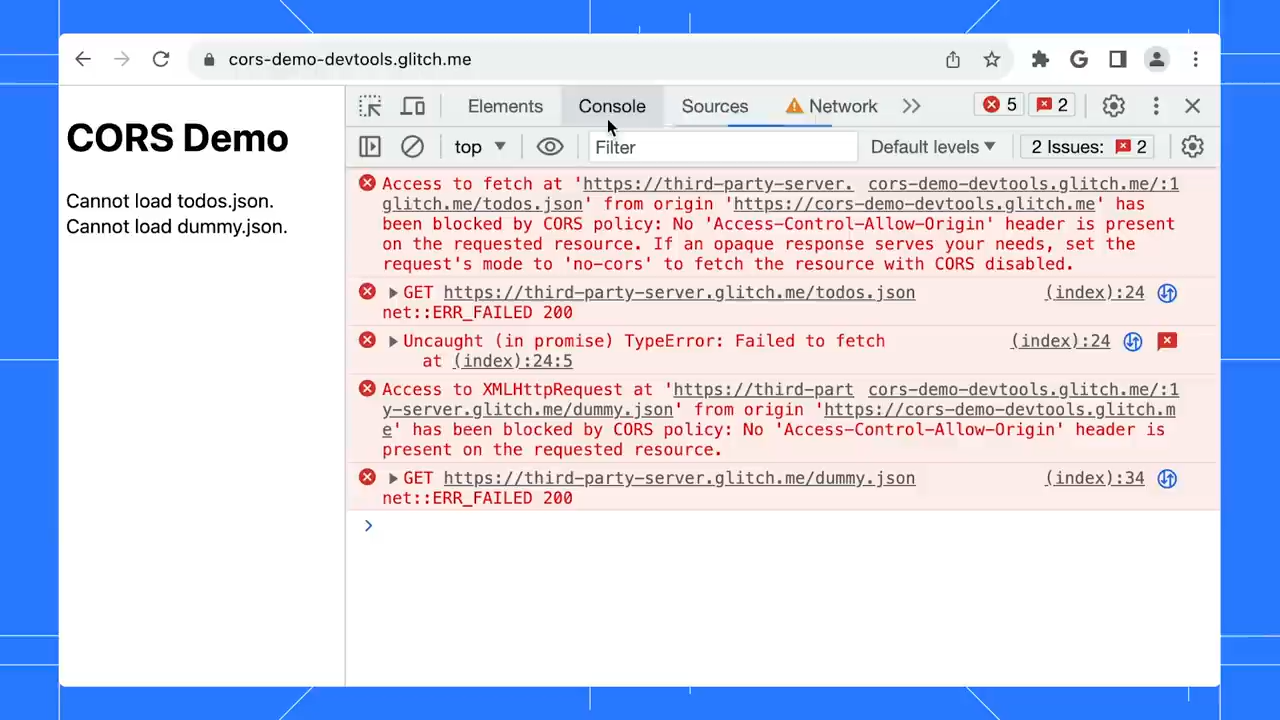 cors-demo-devtools.glitch.me
CORS Demo
Cannot load todos.json.
Cannot load dummy.json.
Elements Console Sources Network 5 2
top Filter Default levels 2 Issues: 2
Access to fetch at 'https://third-party-server. cors-demo-devtools.glitch.me/:1
glitch.me/todos.json' from origin 'https://cors-demo-devtools.glitch.me' has
been blocked by CORS policy: No 'Access-Control-Allow-Origin' header is present
on the requested resource. If an opaque response serves your needs, set the
request's mode to 'no-cors' to fetch the resource with CORS disabled.
GET https://third-party-server.glitch.me/todos.json (index):24
net::ERR_FAILED 200
Uncaught (in promise) TypeError: Failed to fetch (index):24
at (index):24:5
Access to XMLHttpRequest at 'https://third-part cors-demo-devtools.glitch.me/:1
y-server.glitch.me/dummy.json' from origin 'https://cors-demo-devtools.glitch.m
e' has been blocked by CORS policy: No 'Access-Control-Allow-Origin' header is
present on the requested resource.
GET https://third-party-server.glitch.me/dummy.json (index):34
net::ERR_FAILED 200